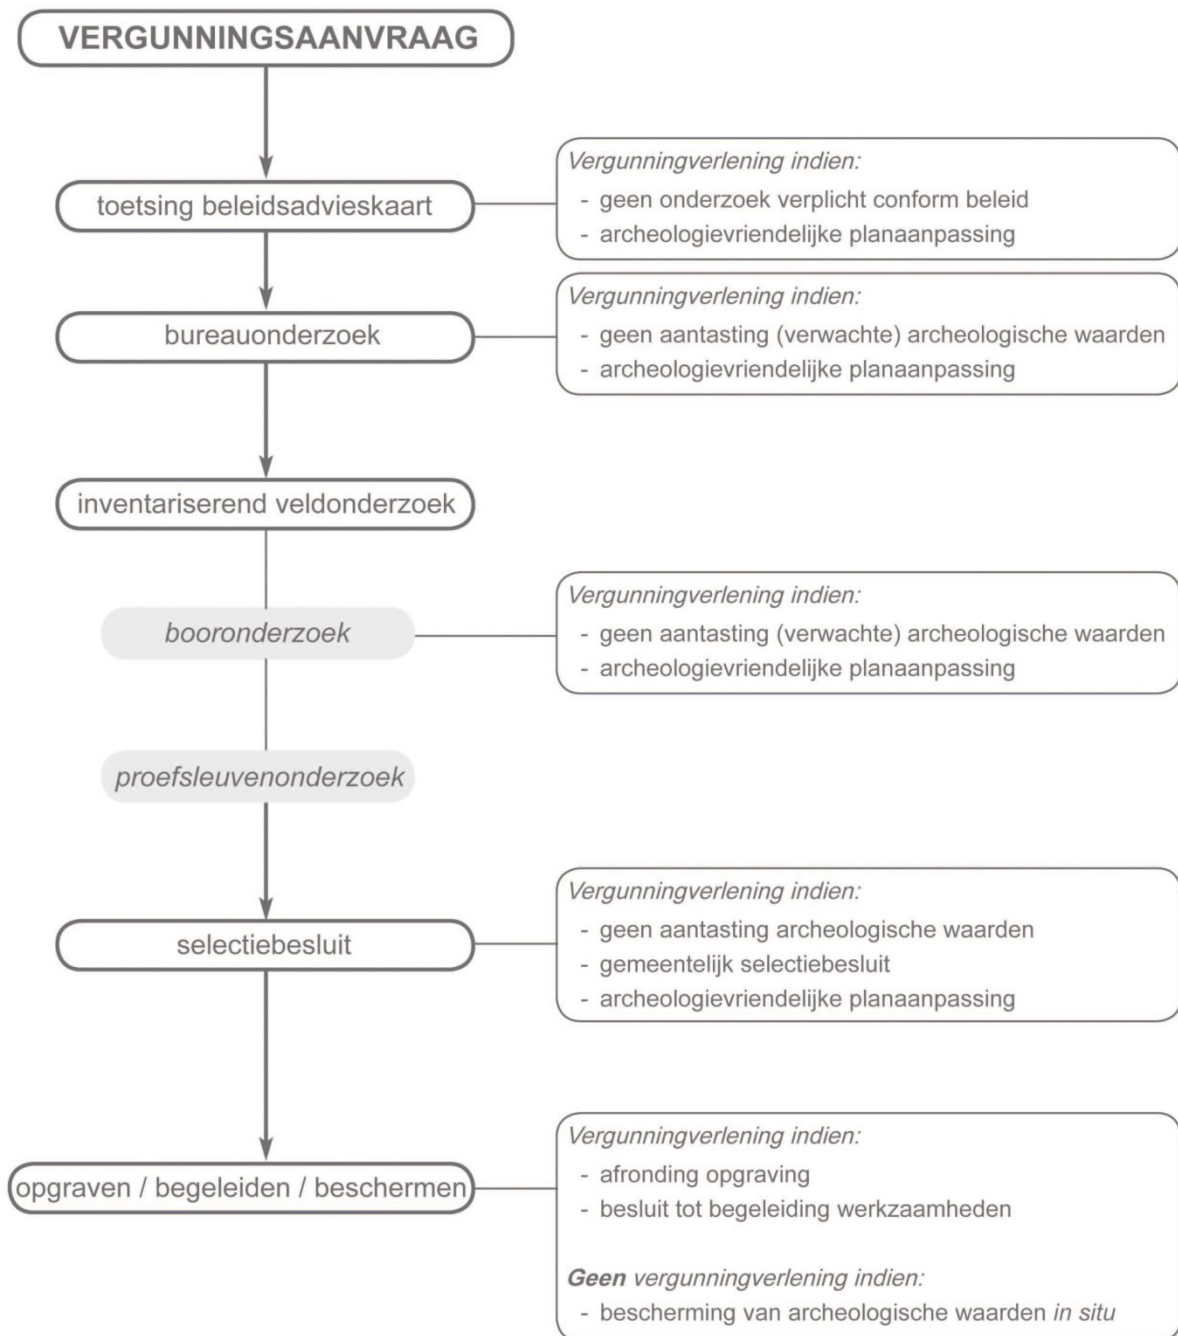 VERGUNNINGSAANVRAAG
toetsing beleidsadvieskaart
Vergunningverlening indien:
- geen onderzoek verplicht conform beleid
- archeologievriendelijke planaanpassing
bureauonderzoek
Vergunningverlening indien:
- geen aantasting (verwachte) archeologische waarden
- archeologievriendelijke planaanpassing
inventariserend veldonderzoek
booronderzoek
Vergunningverlening indien:
- geen aantasting (verwachte) archeologische waarden
- archeologievriendelijke planaanpassing
proefsleuvenonderzoek
selectiebesluit
Vergunningverlening indien:
- geen aantasting archeologische waarden
- gemeentelijk selectiebesluit
- archeologievriendelijke planaanpassing
opgraven / begeleiden / beschermen
Vergunningverlening indien:
- afronding opgraving
- besluit tot begeleiding werkzaamheden
Geen vergunningverlening indien:
- bescherming van archeologische waarden in situ